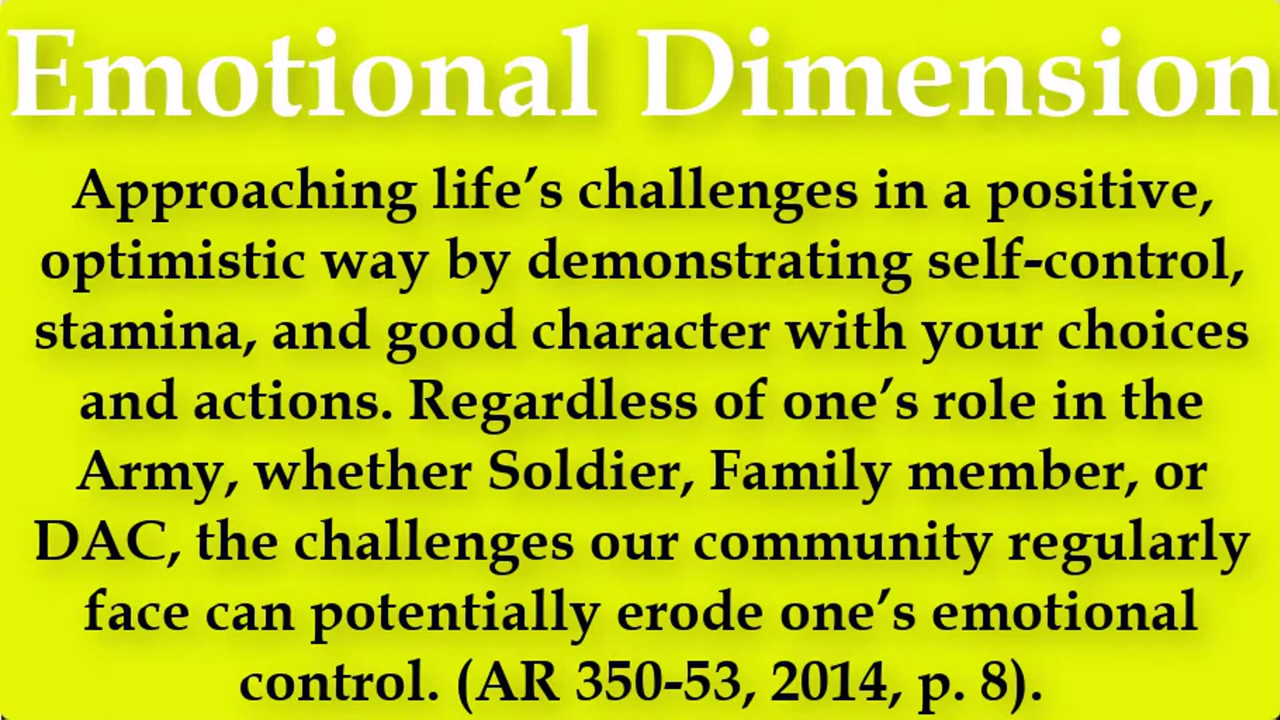 Emotional Dimension
Approaching life’s challenges in a positive,
optimistic way by demonstrating self-control,
stamina, and good character with your choices
and actions. Regardless of one’s role in the
Army, whether Soldier, Family member, or
DAC, the challenges our community regularly
face can potentially erode one’s emotional
control. (AR 350-53, 2014, p. 8).